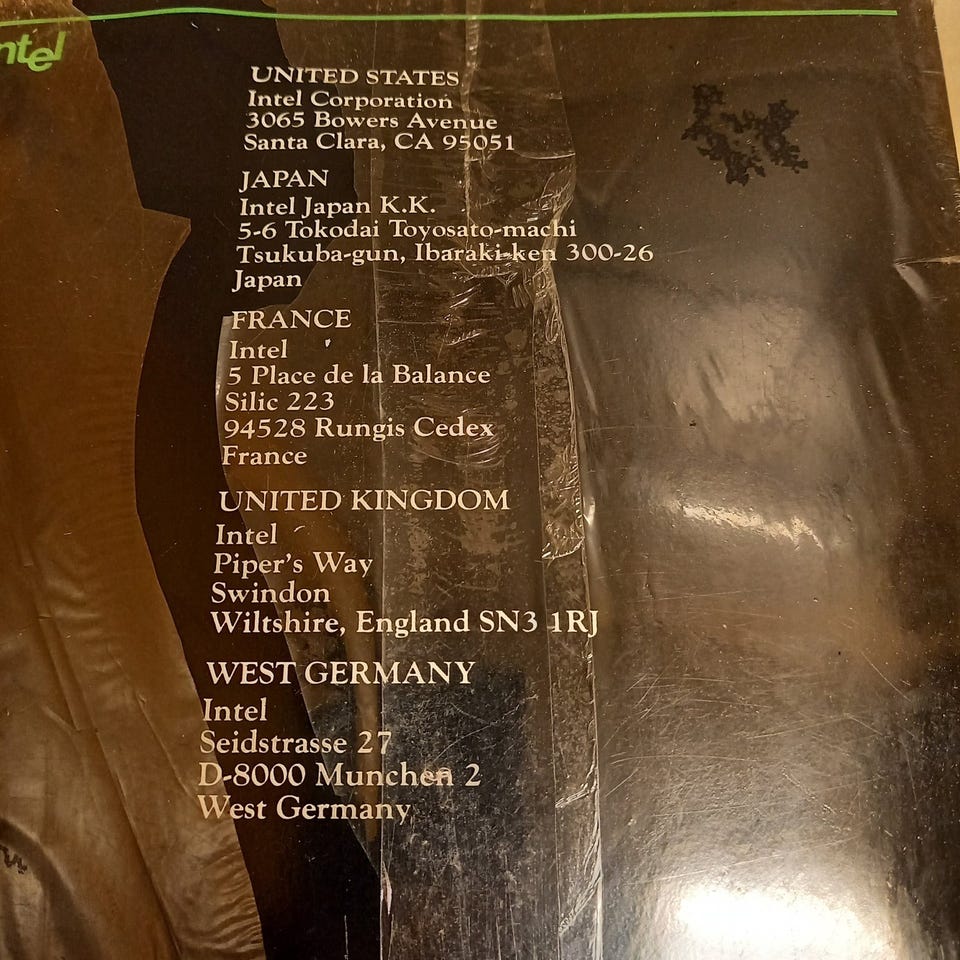 intel
UNITED STATES
Intel Corporation
3065 Bowers Avenue
Santa Clara, CA 95051
JAPAN
Intel Japan K.K.
5-6 Tokodai Toyosato-machi
Tsukuba-gun, Ibaraki-ken 300-26
Japan
FRANCE
Intel
5 Place de la Balance
Silic 223
94528 Rungis Cedex
France
UNITED KINGDOM
Intel
Piper's Way
Swindon
Wiltshire, England SN3 1RJ
WEST GERMANY
Intel
Seidstrasse 27
D-8000 Munchen 2
West Germany